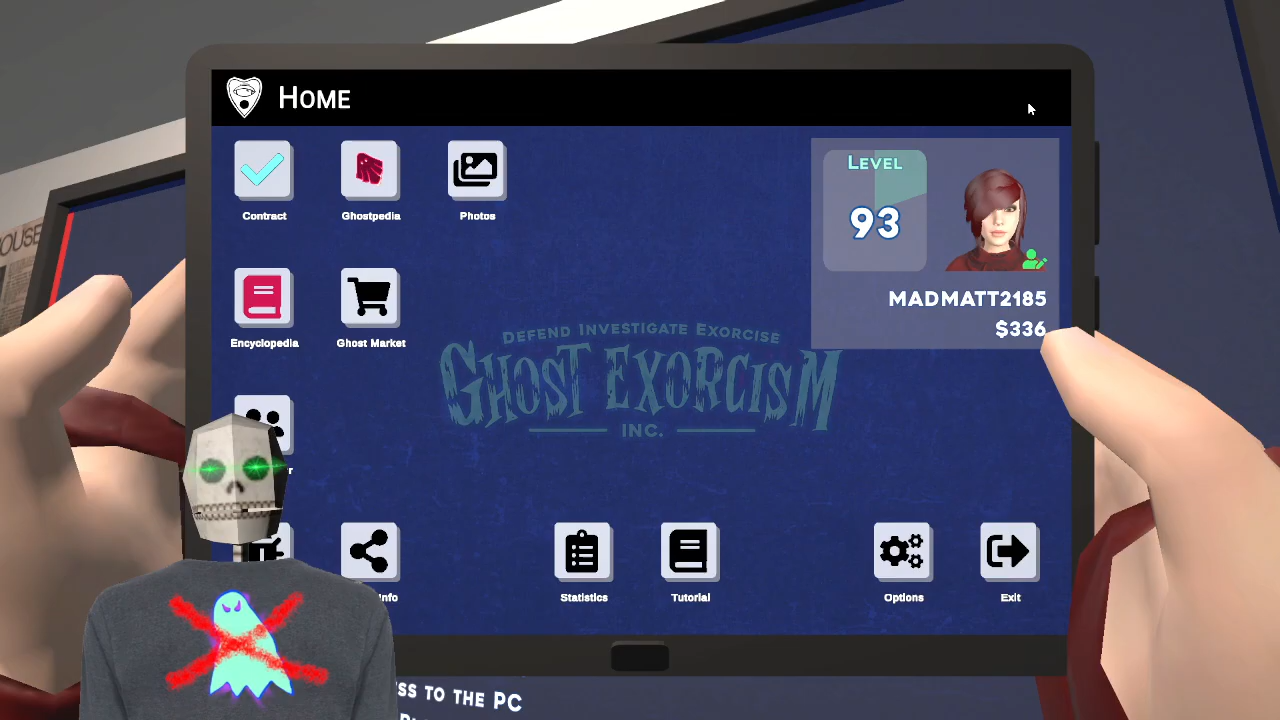 HOME
LEVEL
93
Contract
Ghostpedia
Photos
MADMATT2185
$336
Encyclopedia
Ghost Market
DEFEND INVESTIGATE EXORCISE
GHOST EXORCISM
INC.
Info
Statistics
Tutorial
Options
Exit
TO THE PC